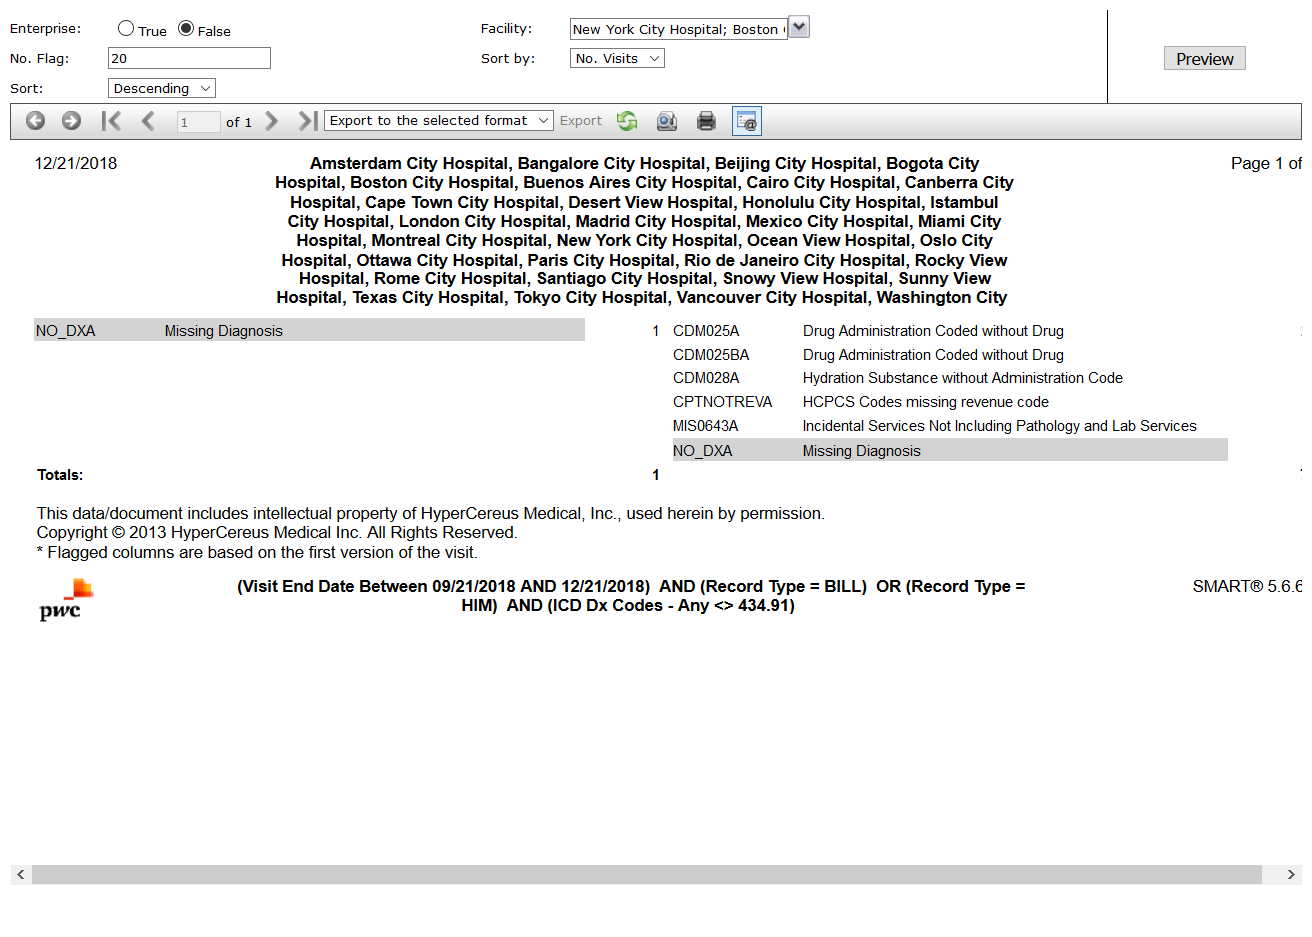 Enterprise: True False Facility: New York City Hospital; Boston
No. Flag: 20 Sort by: No. Visits
Preview
Sort: Descending
1 of 1 Export to the selected format Export
12/21/2018 Amsterdam City Hospital, Bangalore City Hospital, Beijing City Hospital, Bogota City Page 1 of
Hospital, Boston City Hospital, Buenos Aires City Hospital, Cairo City Hospital, Canberra City
Hospital, Cape Town City Hospital, Desert View Hospital, Honolulu City Hospital, Istambul
City Hospital, London City Hospital, Madrid City Hospital, Mexico City Hospital, Miami City
Hospital, Montreal City Hospital, New York City Hospital, Ocean View Hospital, Oslo City
Hospital, Ottawa City Hospital, Paris City Hospital, Rio de Janeiro City Hospital, Rocky View
Hospital, Rome City Hospital, Santiago City Hospital, Snowy View Hospital, Sunny View
Hospital, Texas City Hospital, Tokyo City Hospital, Vancouver City Hospital, Washington City
NO_DXA Missing Diagnosis 1 CDM025A Drug Administration Coded without Drug
CDM025BA Drug Administration Coded without Drug
CDM028A Hydration Substance without Administration Code
CPTNOTREVA HCPCS Codes missing revenue code
MIS0643A Incidental Services Not Including Pathology and Lab Services
NO_DXA Missing Diagnosis
Totals: 1
This data/document includes intellectual property of HyperCereus Medical, Inc., used herein by permission.
Copyright © 2013 HyperCereus Medical Inc. All Rights Reserved.
* Flagged columns are based on the first version of the visit.
pwc
(Visit End Date Between 09/21/2018 AND 12/21/2018) AND (Record Type = BILL) OR (Record Type = SMART® 5.6.6
HIM) AND (ICD Dx Codes - Any <> 434.91)